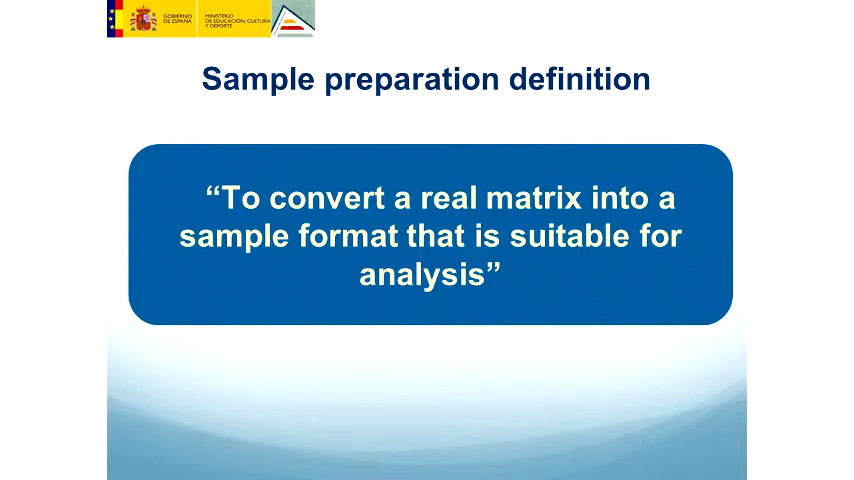 GOBIERNO
DE ESPAÑA
MINISTERIO
DE EDUCACIÓN, CULTURA
Y DEPORTE
Sample preparation definition
“To convert a real matrix into a
sample format that is suitable for
analysis”